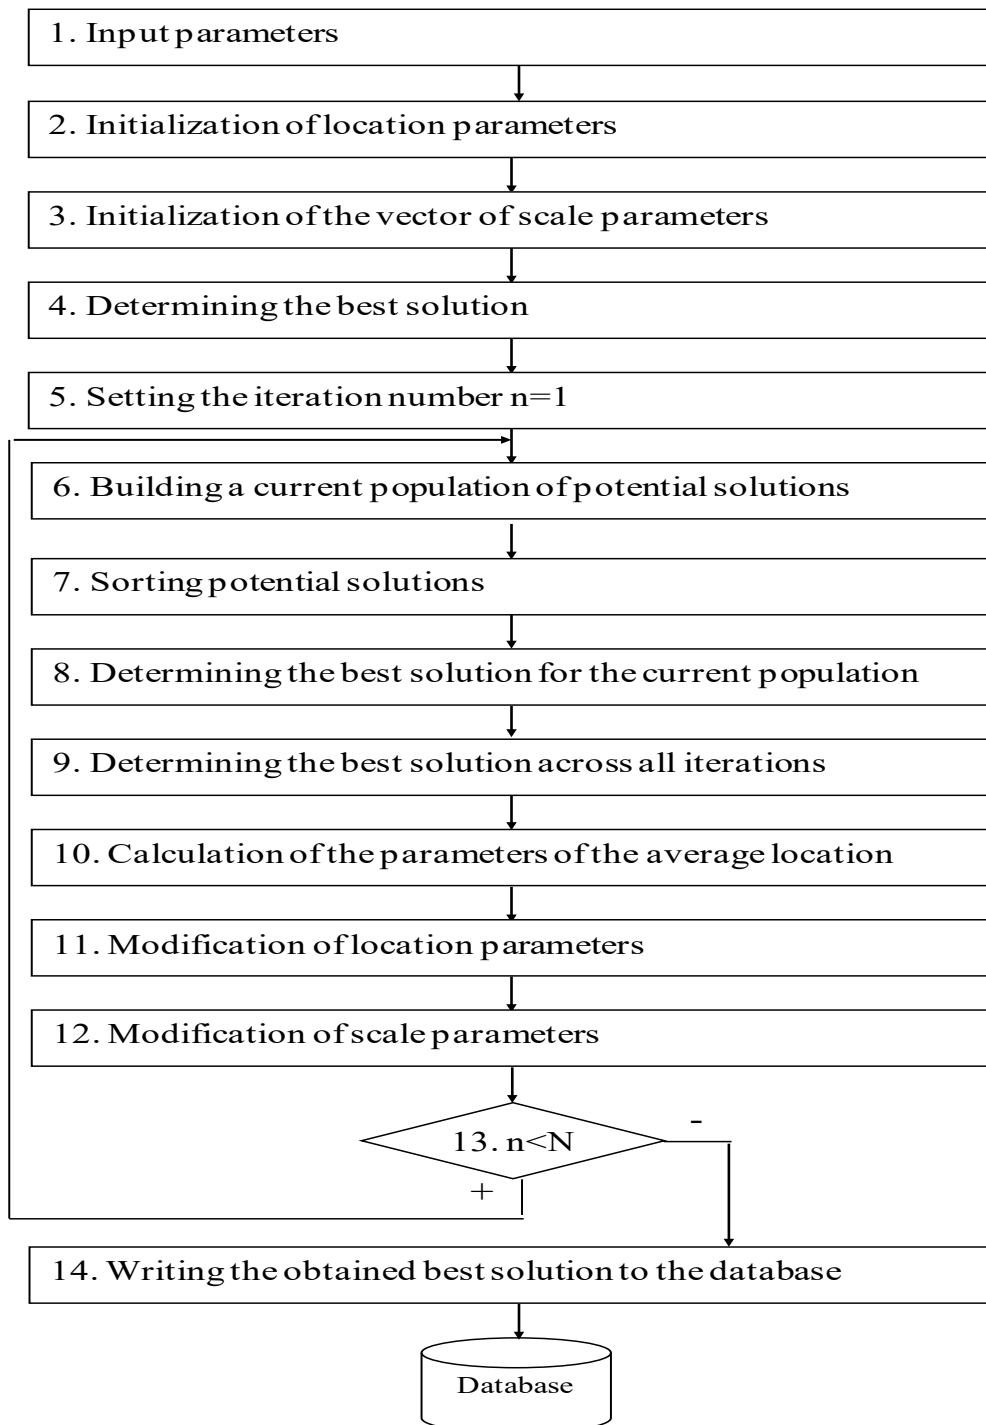 1. Input parameters
2. Initialization of location parameters
3. Initialization of the vector of scale parameters
4. Determining the best solution
5. Setting the iteration number n=1
6. Building a current population of potential solutions
7. Sorting potential solutions
8. Determining the best solution for the current population
9. Determining the best solution across all iterations
10. Calculation of the parameters of the average location
11. Modification of location parameters
12. Modification of scale parameters
13. n<N
-
+
14. Writing the obtained best solution to the database
Database